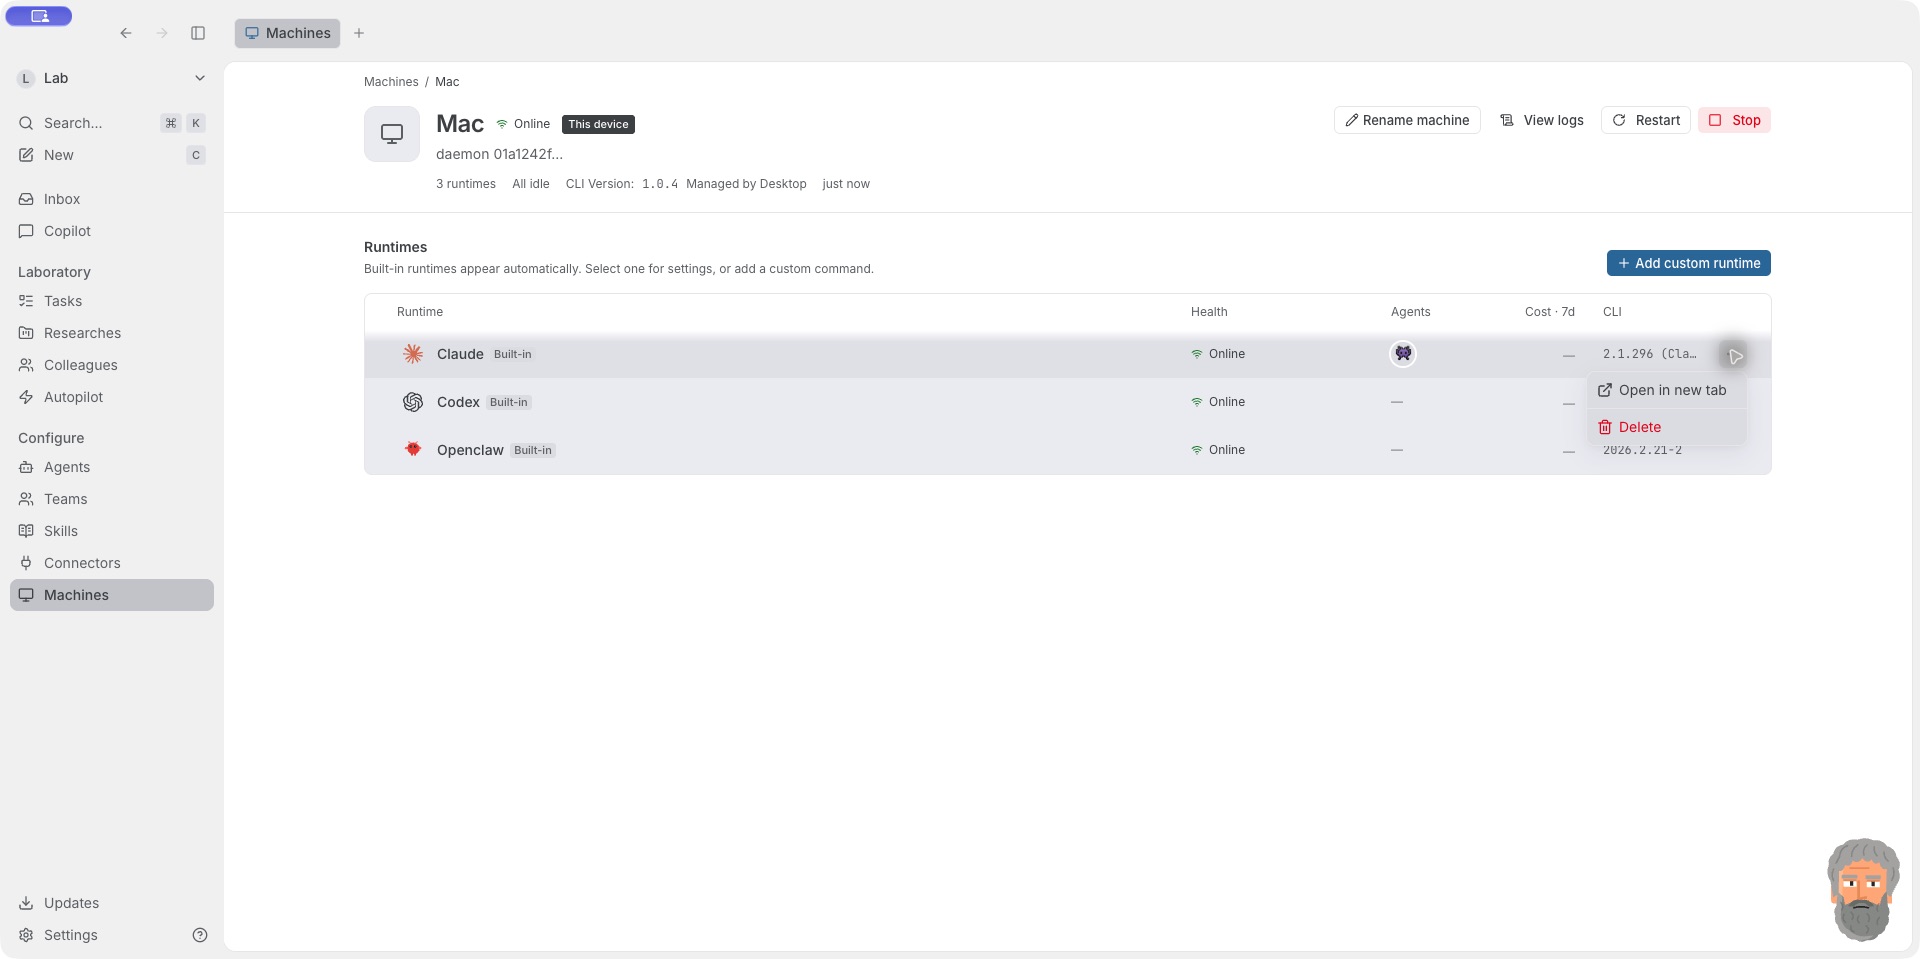 Machines
L Lab
Search... ⌘ K
New C
Inbox
Copilot
Laboratory
Tasks
Researches
Colleagues
Autopilot
Configure
Agents
Teams
Skills
Connectors
Machines
Updates
Settings
Machines / Mac
Mac Online This device
daemon 01a1242f...
3 runtimes All idle CLI Version: 1.0.4 Managed by Desktop just now
Rename machine View logs Restart Stop
Runtimes
Built-in runtimes appear automatically. Select one for settings, or add a custom command.
+ Add custom runtime
Runtime Health Agents Cost · 7d CLI
Claude Built-in Online — 2.1.296 (Cla...
Codex Built-in Online — —
Openclaw Built-in Online — — 2026.2.21-2
Open in new tab
Delete